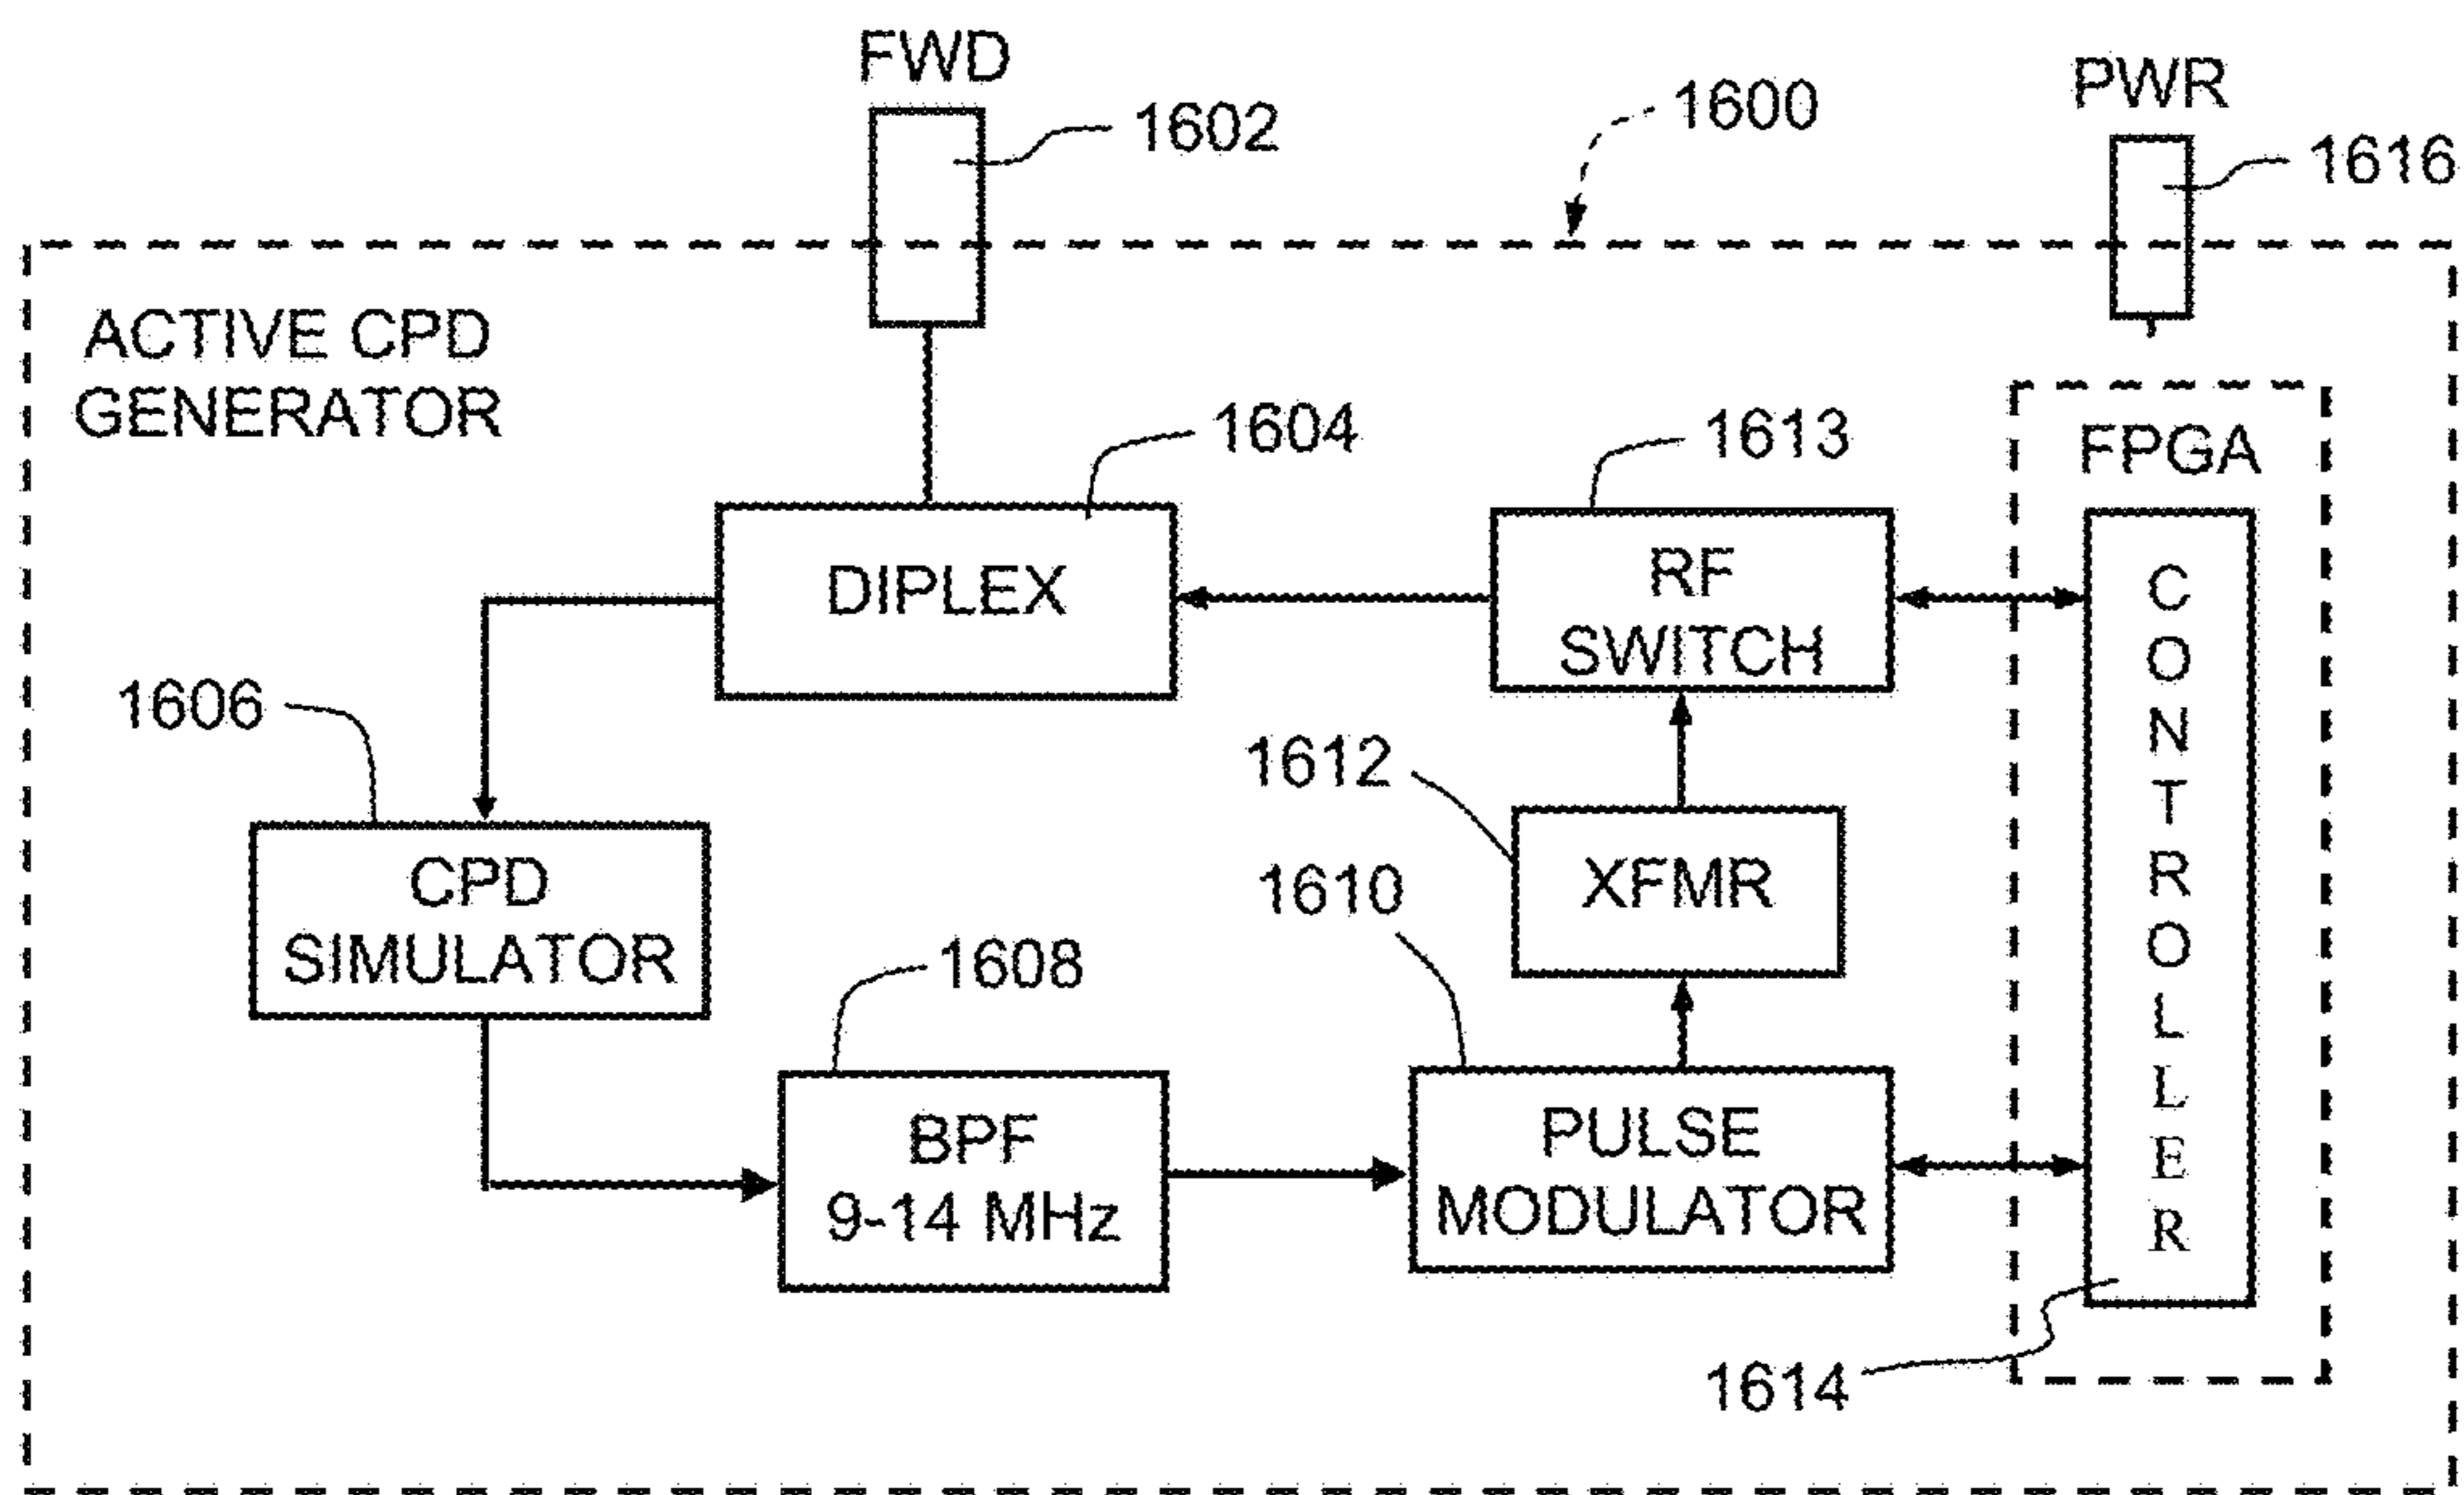 FWD
PWR
1600
1602
1616
ACTIVE CPD
GENERATOR
1604
1613
FPGA
DIPLEX
RF
SWITCH
CONTROLLER
1606
1612
CPD
SIMULATOR
XFMR
1610
1608
BPF
9-14 MHz
PULSE
MODULATOR
1614